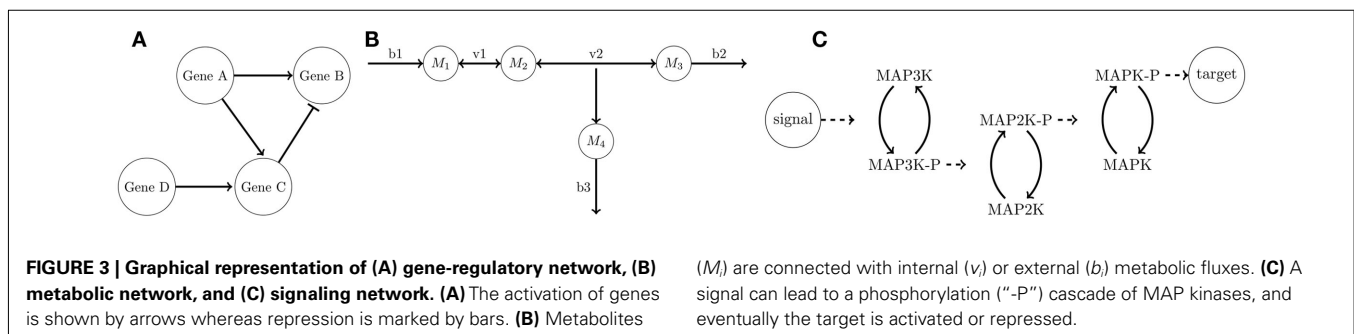 A
Gene A
Gene B
Gene D
Gene C
B
b1
M1
v1
M2
v2
M3
b2
M4
b3
C
signal
MAP3K
MAP3K-P
MAP2K-P
MAP2K
MAPK-P
MAPK
target
FIGURE 3 | Graphical representation of (A) gene-regulatory network, (B)
metabolic network, and (C) signaling network. (A) The activation of genes
is shown by arrows whereas repression is marked by bars. (B) Metabolites
(Mi) are connected with internal (vi) or external (bi) metabolic fluxes. (C) A
signal can lead to a phosphorylation (“-P”) cascade of MAP kinases, and
eventually the target is activated or repressed.